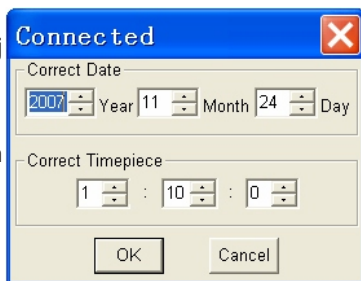 Connected
Correct Date
2007 Year 11 Month 24 Day
Correct Timepiece
1 : 10 : 0
OK Cancel